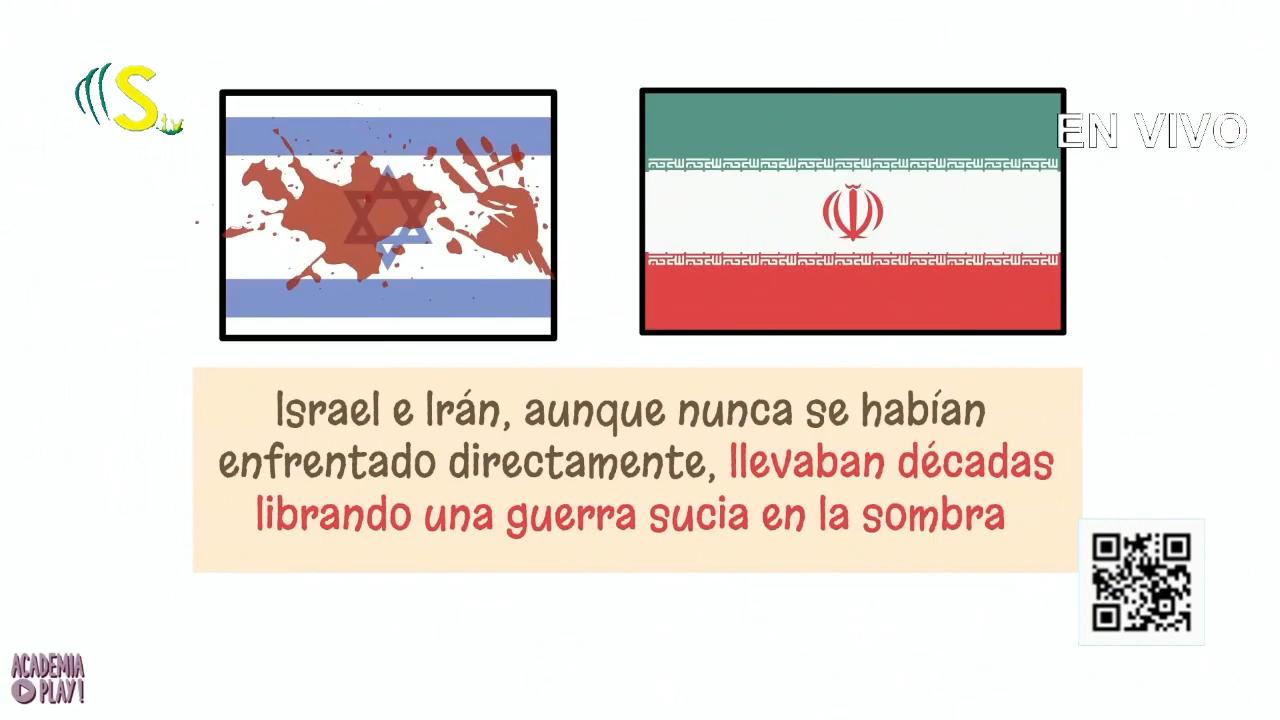 S.tv
EN VIVO
Israel e Irán, aunque nunca se habían
enfrentado directamente, llevaban décadas
librando una guerra sucia en la sombra
ACADEMIA
PLAY!